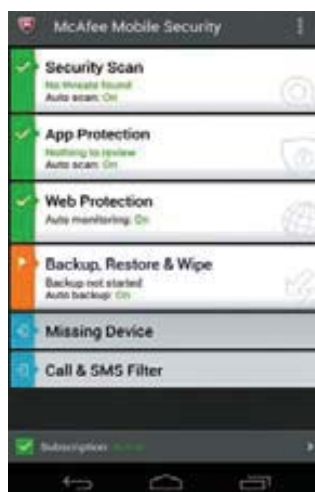 McAfee Mobile Security
Security Scan
No threats found
Auto scan: On
App Protection
Nothing to review
Auto scan: On
Web Protection
Auto monitoring: On
Backup, Restore & Wipe
Backup not started
Auto backup: On
Missing Device
Call & SMS Filter
Subscription: Active